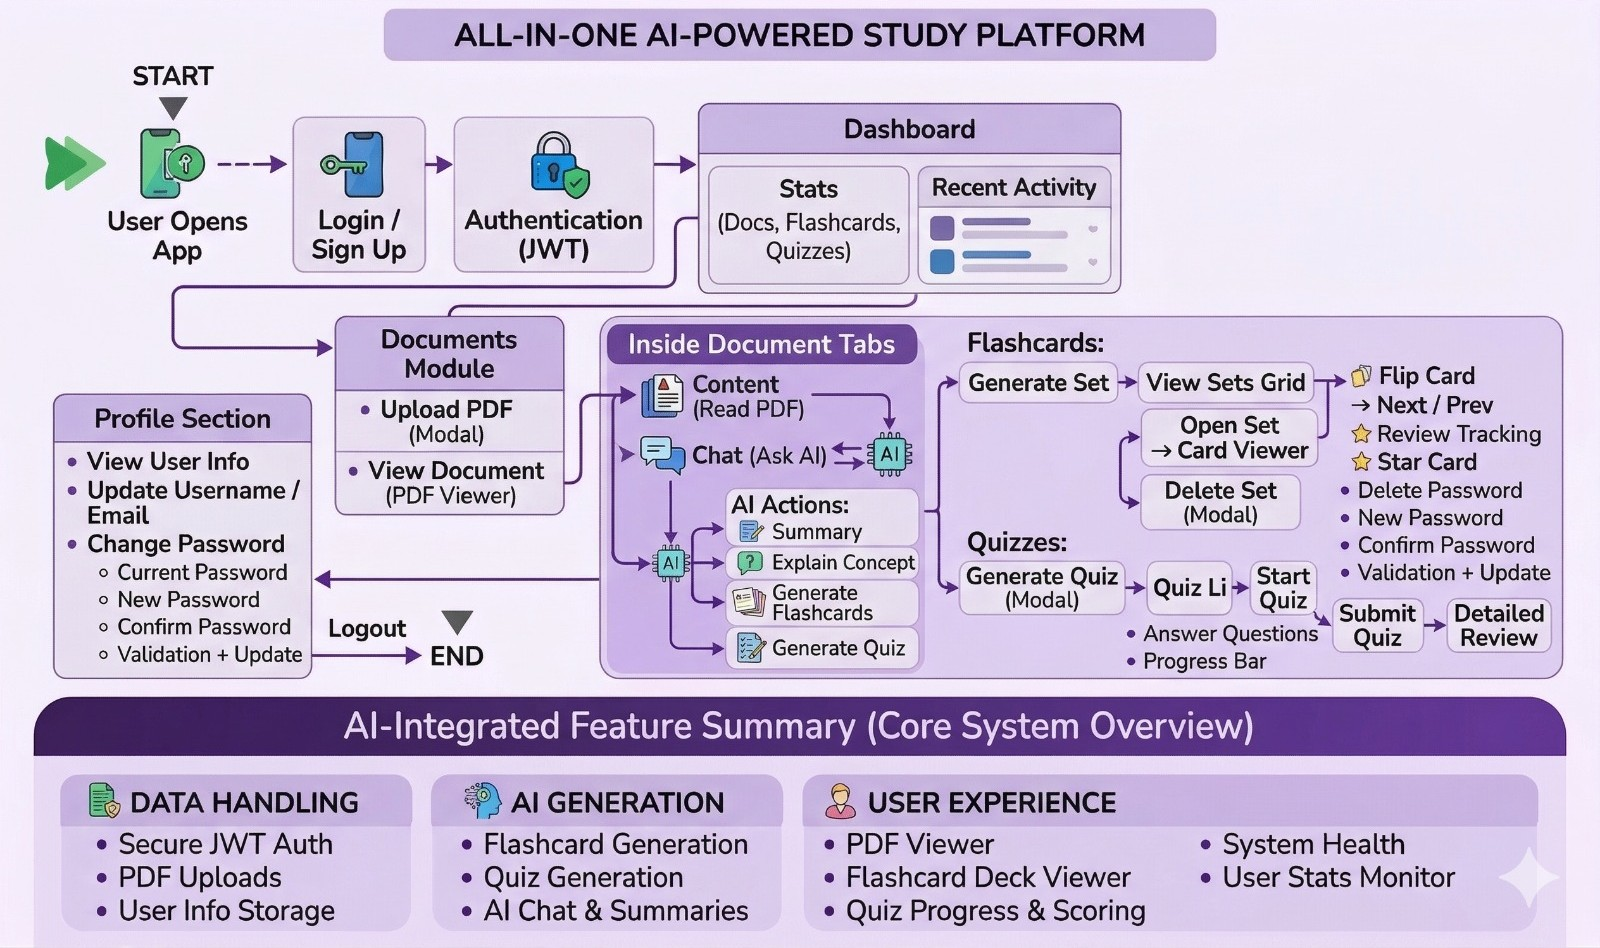 ALL-IN-ONE AI-POWERED STUDY PLATFORM
START
User Opens
App
Login /
Sign Up
Authentication
(JWT)
Dashboard
Stats
(Docs, Flashcards,
Quizzes)
Recent Activity
Documents
Module
• Upload PDF
(Modal)
• View Document
(PDF Viewer)
Profile Section
• View User Info
• Update Username /
Email
• Change Password
Current Password
New Password
Confirm Password
Validation + Update
Logout
END
Inside Document Tabs
Content
(Read PDF)
Chat (Ask AI)
AI
AI Actions:
Summary
AI
Explain Concept
Generate
Flashcards
Generate Quiz
Flashcards:
Generate Set
View Sets Grid
Open Set
→ Card Viewer
Delete Set
(Modal)
Flip Card
→ Next / Prev
Review Tracking
Star Card
• Delete Password
• New Password
• Confirm Password
• Validation + Update
Quizzes:
Generate Quiz
(Modal)
Quiz Li
Start
Quiz
• Answer Questions
• Progress Bar
Submit
Quiz
Detailed
Review
AI-Integrated Feature Summary (Core System Overview)
DATA HANDLING
• Secure JWT Auth
• PDF Uploads
• User Info Storage
AI GENERATION
• Flashcard Generation
• Quiz Generation
• AI Chat & Summaries
USER EXPERIENCE
• PDF Viewer
• Flashcard Deck Viewer
• Quiz Progress & Scoring
• System Health
• User Stats Monitor